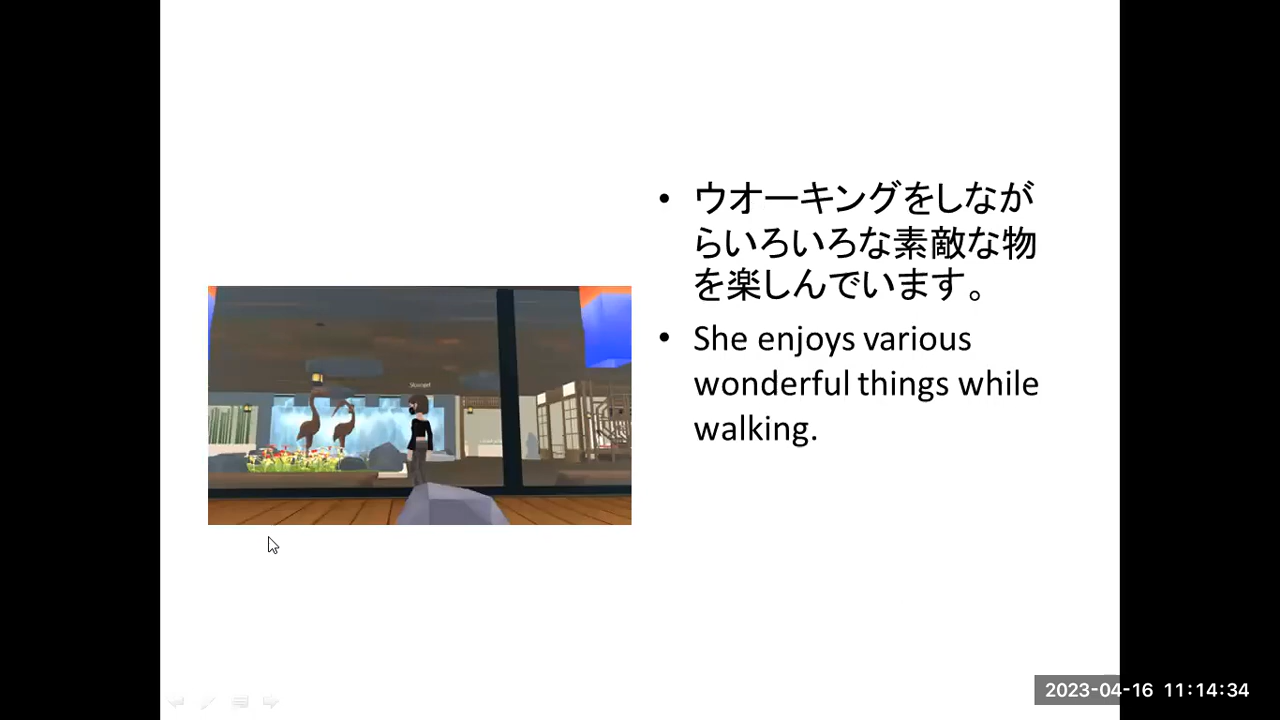 • ウオーキングをしなが
らいろいろな素敵な物
を楽しんでいます。
• She enjoys various
wonderful things while
walking.
2023-04-16 11:14:34